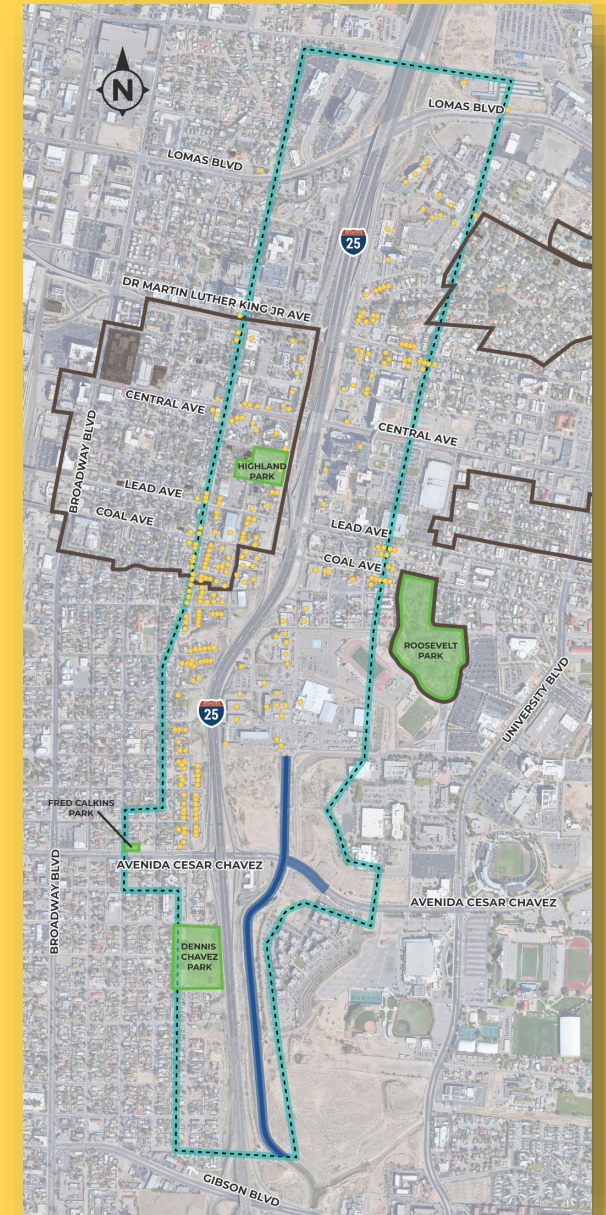 N
LOMAS BLVD
LOMAS BLVD
25
DR MARTIN LUTHER KING JR AVE
CENTRAL AVE
CENTRAL AVE
BROADWAY BLVD
HIGHLAND
PARK
LEAD AVE
COAL AVE
LEAD AVE
COAL AVE
ROOSEVELT
PARK
UNIVERSITY BLVD
25
FRED CALKINS
PARK
AVENIDA CESAR CHAVEZ
AVENIDA CESAR CHAVEZ
BROADWAY BLVD
DENNIS
CHAVEZ
PARK
GIBSON BLVD